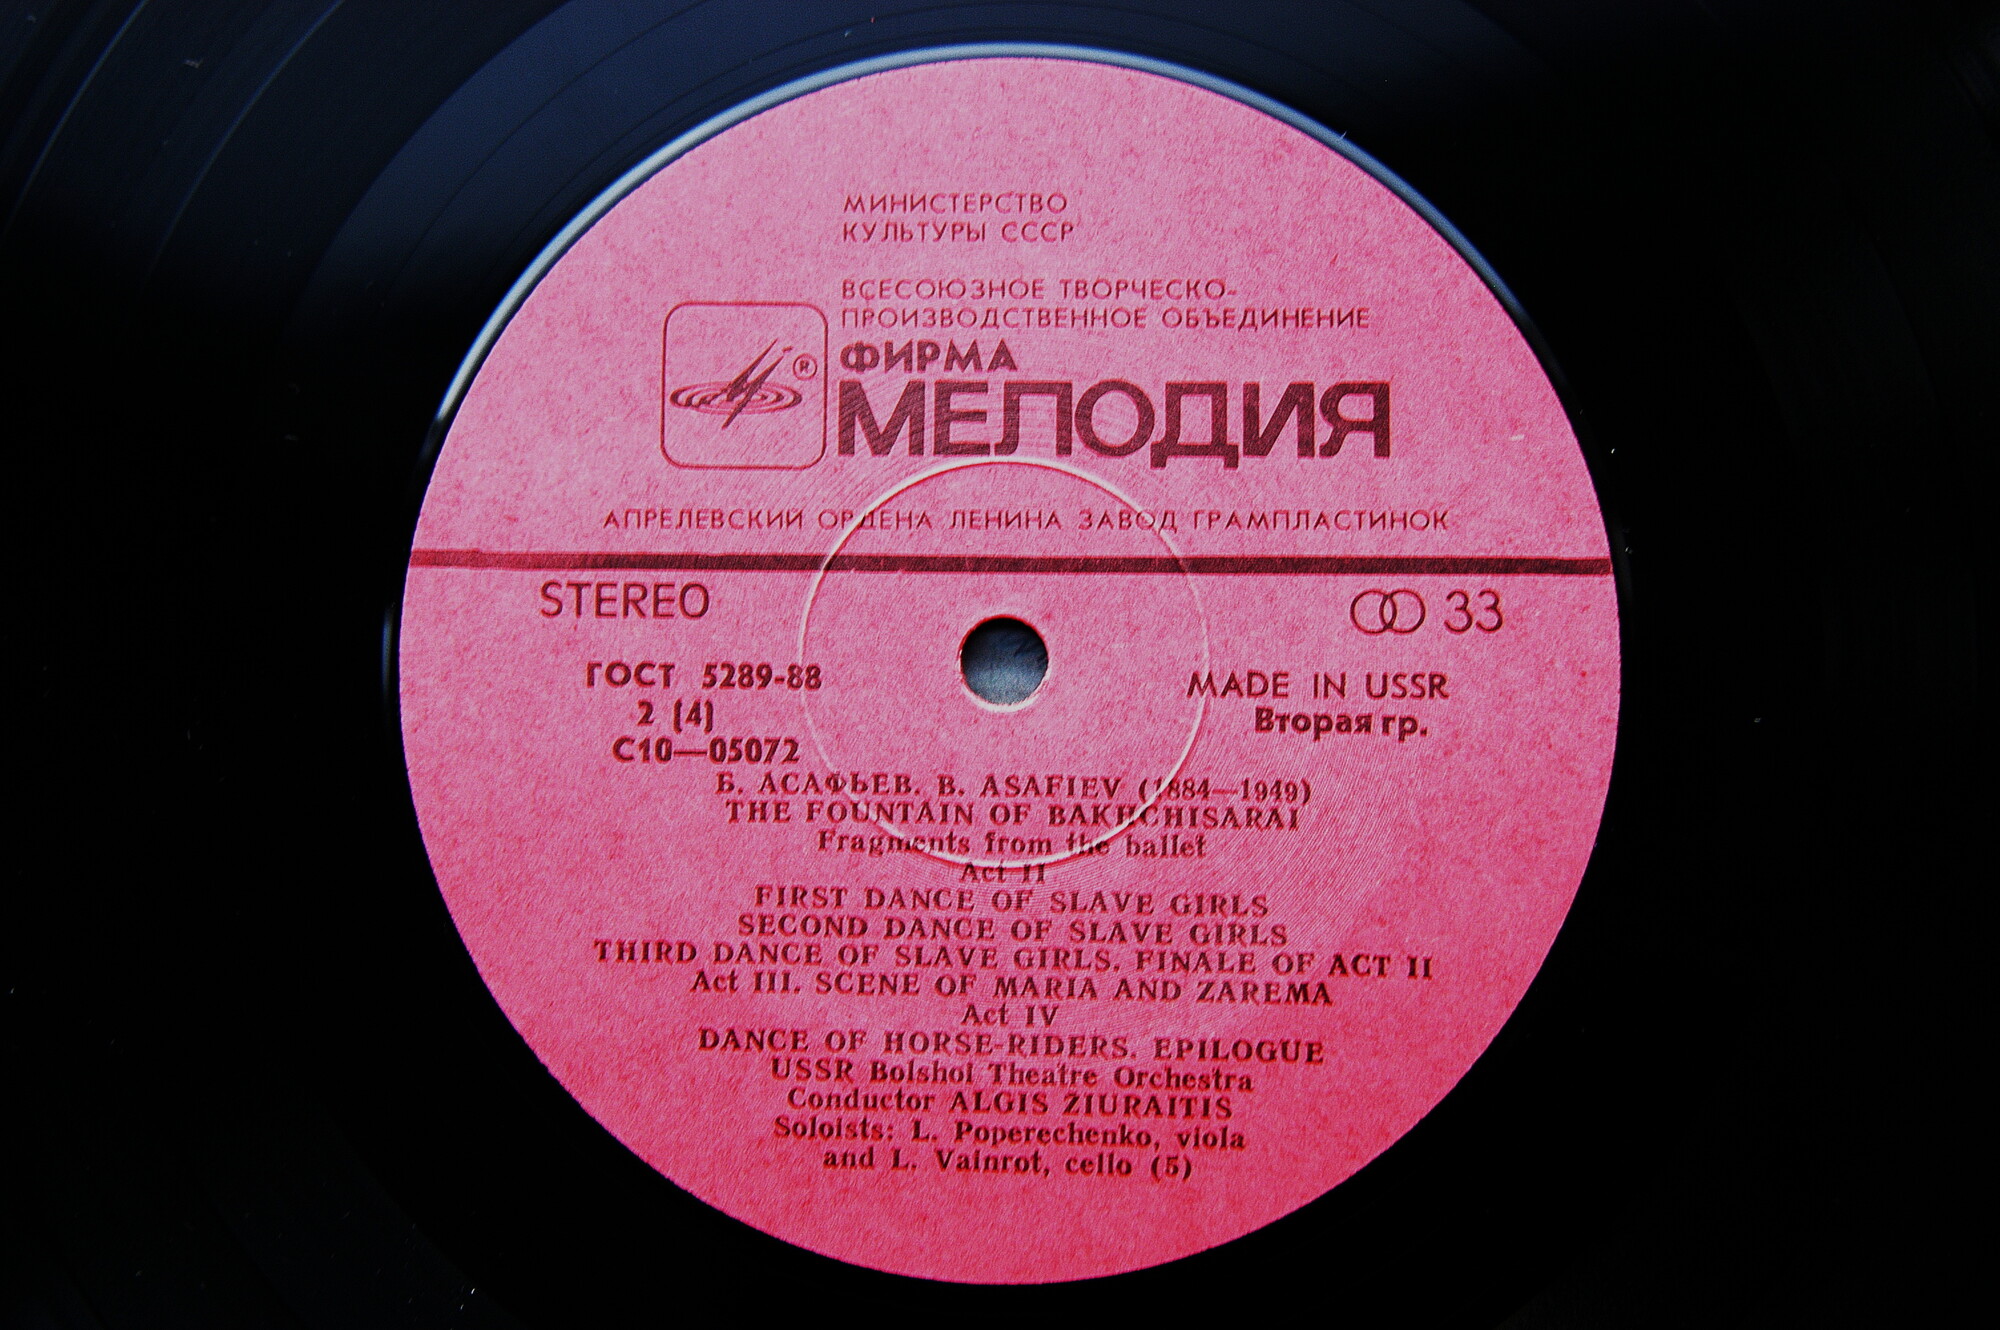 МИНИСТЕРСТВО
КУЛЬТУРЫ СССР
ВСЕСОЮЗНОЕ ТВОРЧЕСКО-
ПРОИЗВОДСТВЕННОЕ ОБЪЕДИНЕНИЕ
ФИРМА
®
МЕЛОДИЯ
АПРЕЛЕВСКИЙ ОРДЕНА ЛЕНИНА ЗАВОД ГРАМПЛАСТИНОК
STEREO
33
ГОСТ 5289-88
MADE IN USSR
2 (4)
Вторая гр.
С10—05072
Б. АСАФЬЕВ. B. ASAFIEV (1884—1949)
THE FOUNTAIN OF BAKHCHISARAI
Fragments from the ballet
Act II
FIRST DANCE OF SLAVE GIRLS
SECOND DANCE OF SLAVE GIRLS
THIRD DANCE OF SLAVE GIRLS. FINALE OF ACT II
Act III. SCENE OF MARIA AND ZAREMA
Act IV
DANCE OF HORSE-RIDERS. EPILOGUE
USSR Bolshoi Theatre Orchestra
Conductor ALGIS ZIURAITIS
Soloists: L. Poperechenko, viola
and L. Vainrot, cello (5)